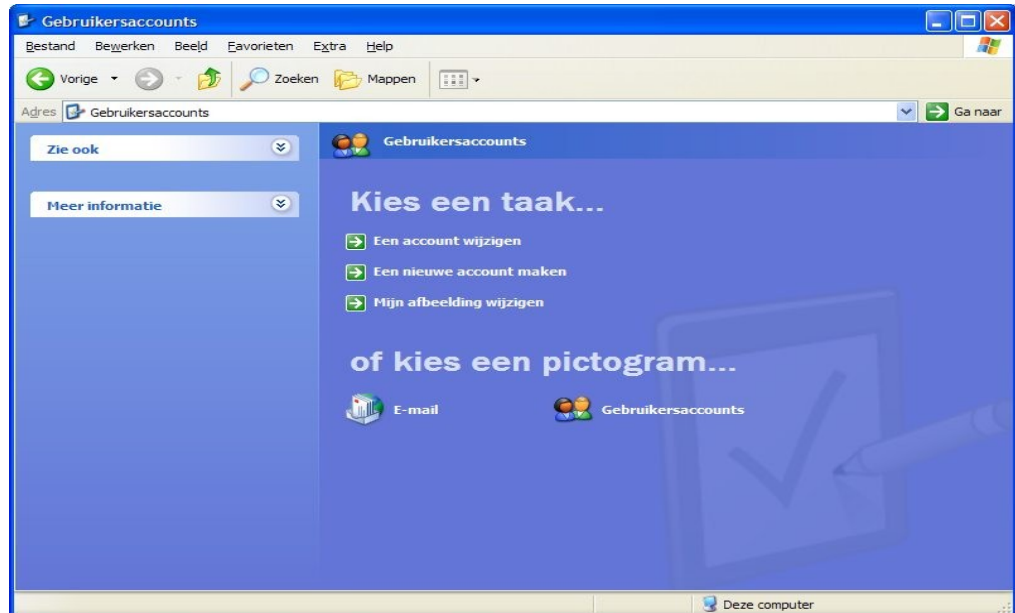 Gebruikersaccounts
Bestand Bewerken Beeld Favorieten Extra Help
Vorige Zoeken Mappen
Adres Gebruikersaccounts Ga naar
Zie ook
Meer informatie
Gebruikersaccounts
Kies een taak...
Een account wijzigen
Een nieuwe account maken
Mijn afbeelding wijzigen
of kies een pictogram...
E-mail Gebruikersaccounts
Deze computer